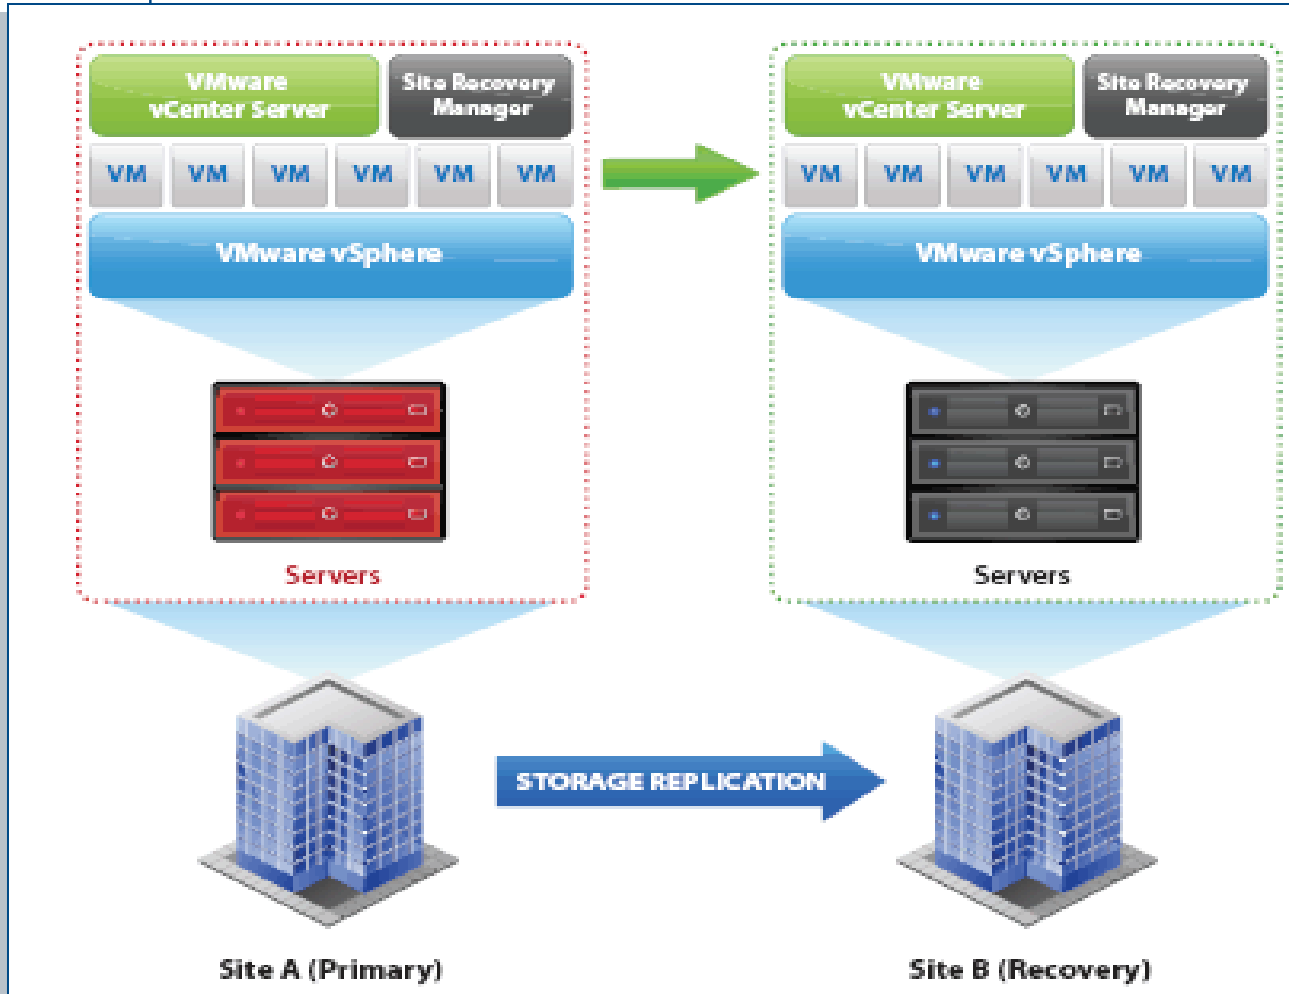 VMware
vCenter Server
Site Recovery
Manager
VM VM VM VM VM VM
VMware vSphere
Servers
VMware
vCenter Server
Site Recovery
Manager
VM VM VM VM VM VM
VMware vSphere
Servers
STORAGE REPLICATION
Site A (Primary)
Site B (Recovery)